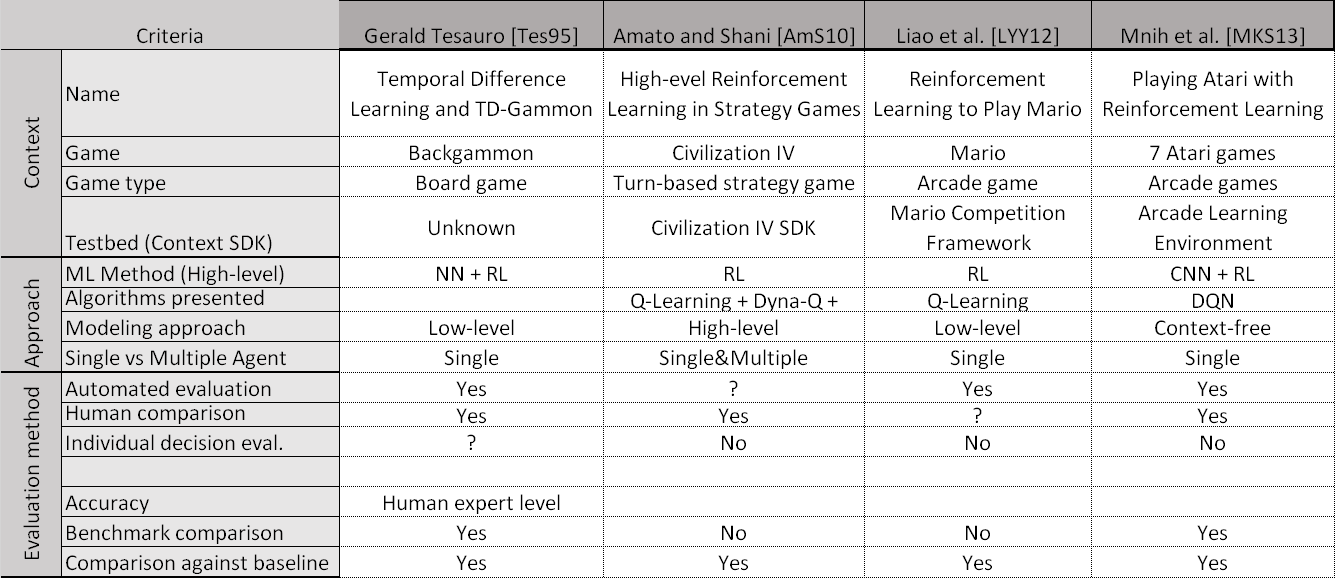 Criteria Gerald Tesauro [Tes95] Amato and Shani [AmS10] Liao et al. [LYY12] Mnih et al. [MKS13]
Context
Name
Temporal Difference High-evel Reinforcement Reinforcement Playing Atari with
Learning and TD-Gammon Learning in Strategy Games Learning to Play Mario Reinforcement Learning
Game Backgammon Civilization IV Mario 7 Atari games
Game type Board game Turn-based strategy game Arcade game Arcade games
Testbed (Context SDK) Unknown Civilization IV SDK Mario Competition Arcade Learning
Framework Environment
Approach
ML Method (High-level) NN + RL RL RL CNN + RL
Algorithms presented Q-Learning + Dyna-Q + Q-Learning DQN
Modeling approach Low-level High-level Low-level Context-free
Single vs Multiple Agent Single Single&Multiple Single Single
Evaluation method
Automated evaluation Yes ? Yes Yes
Human comparison Yes Yes ? Yes
Individual decision eval. ? No No No
Accuracy Human expert level
Benchmark comparison Yes No No Yes
Comparison against baseline Yes Yes Yes Yes